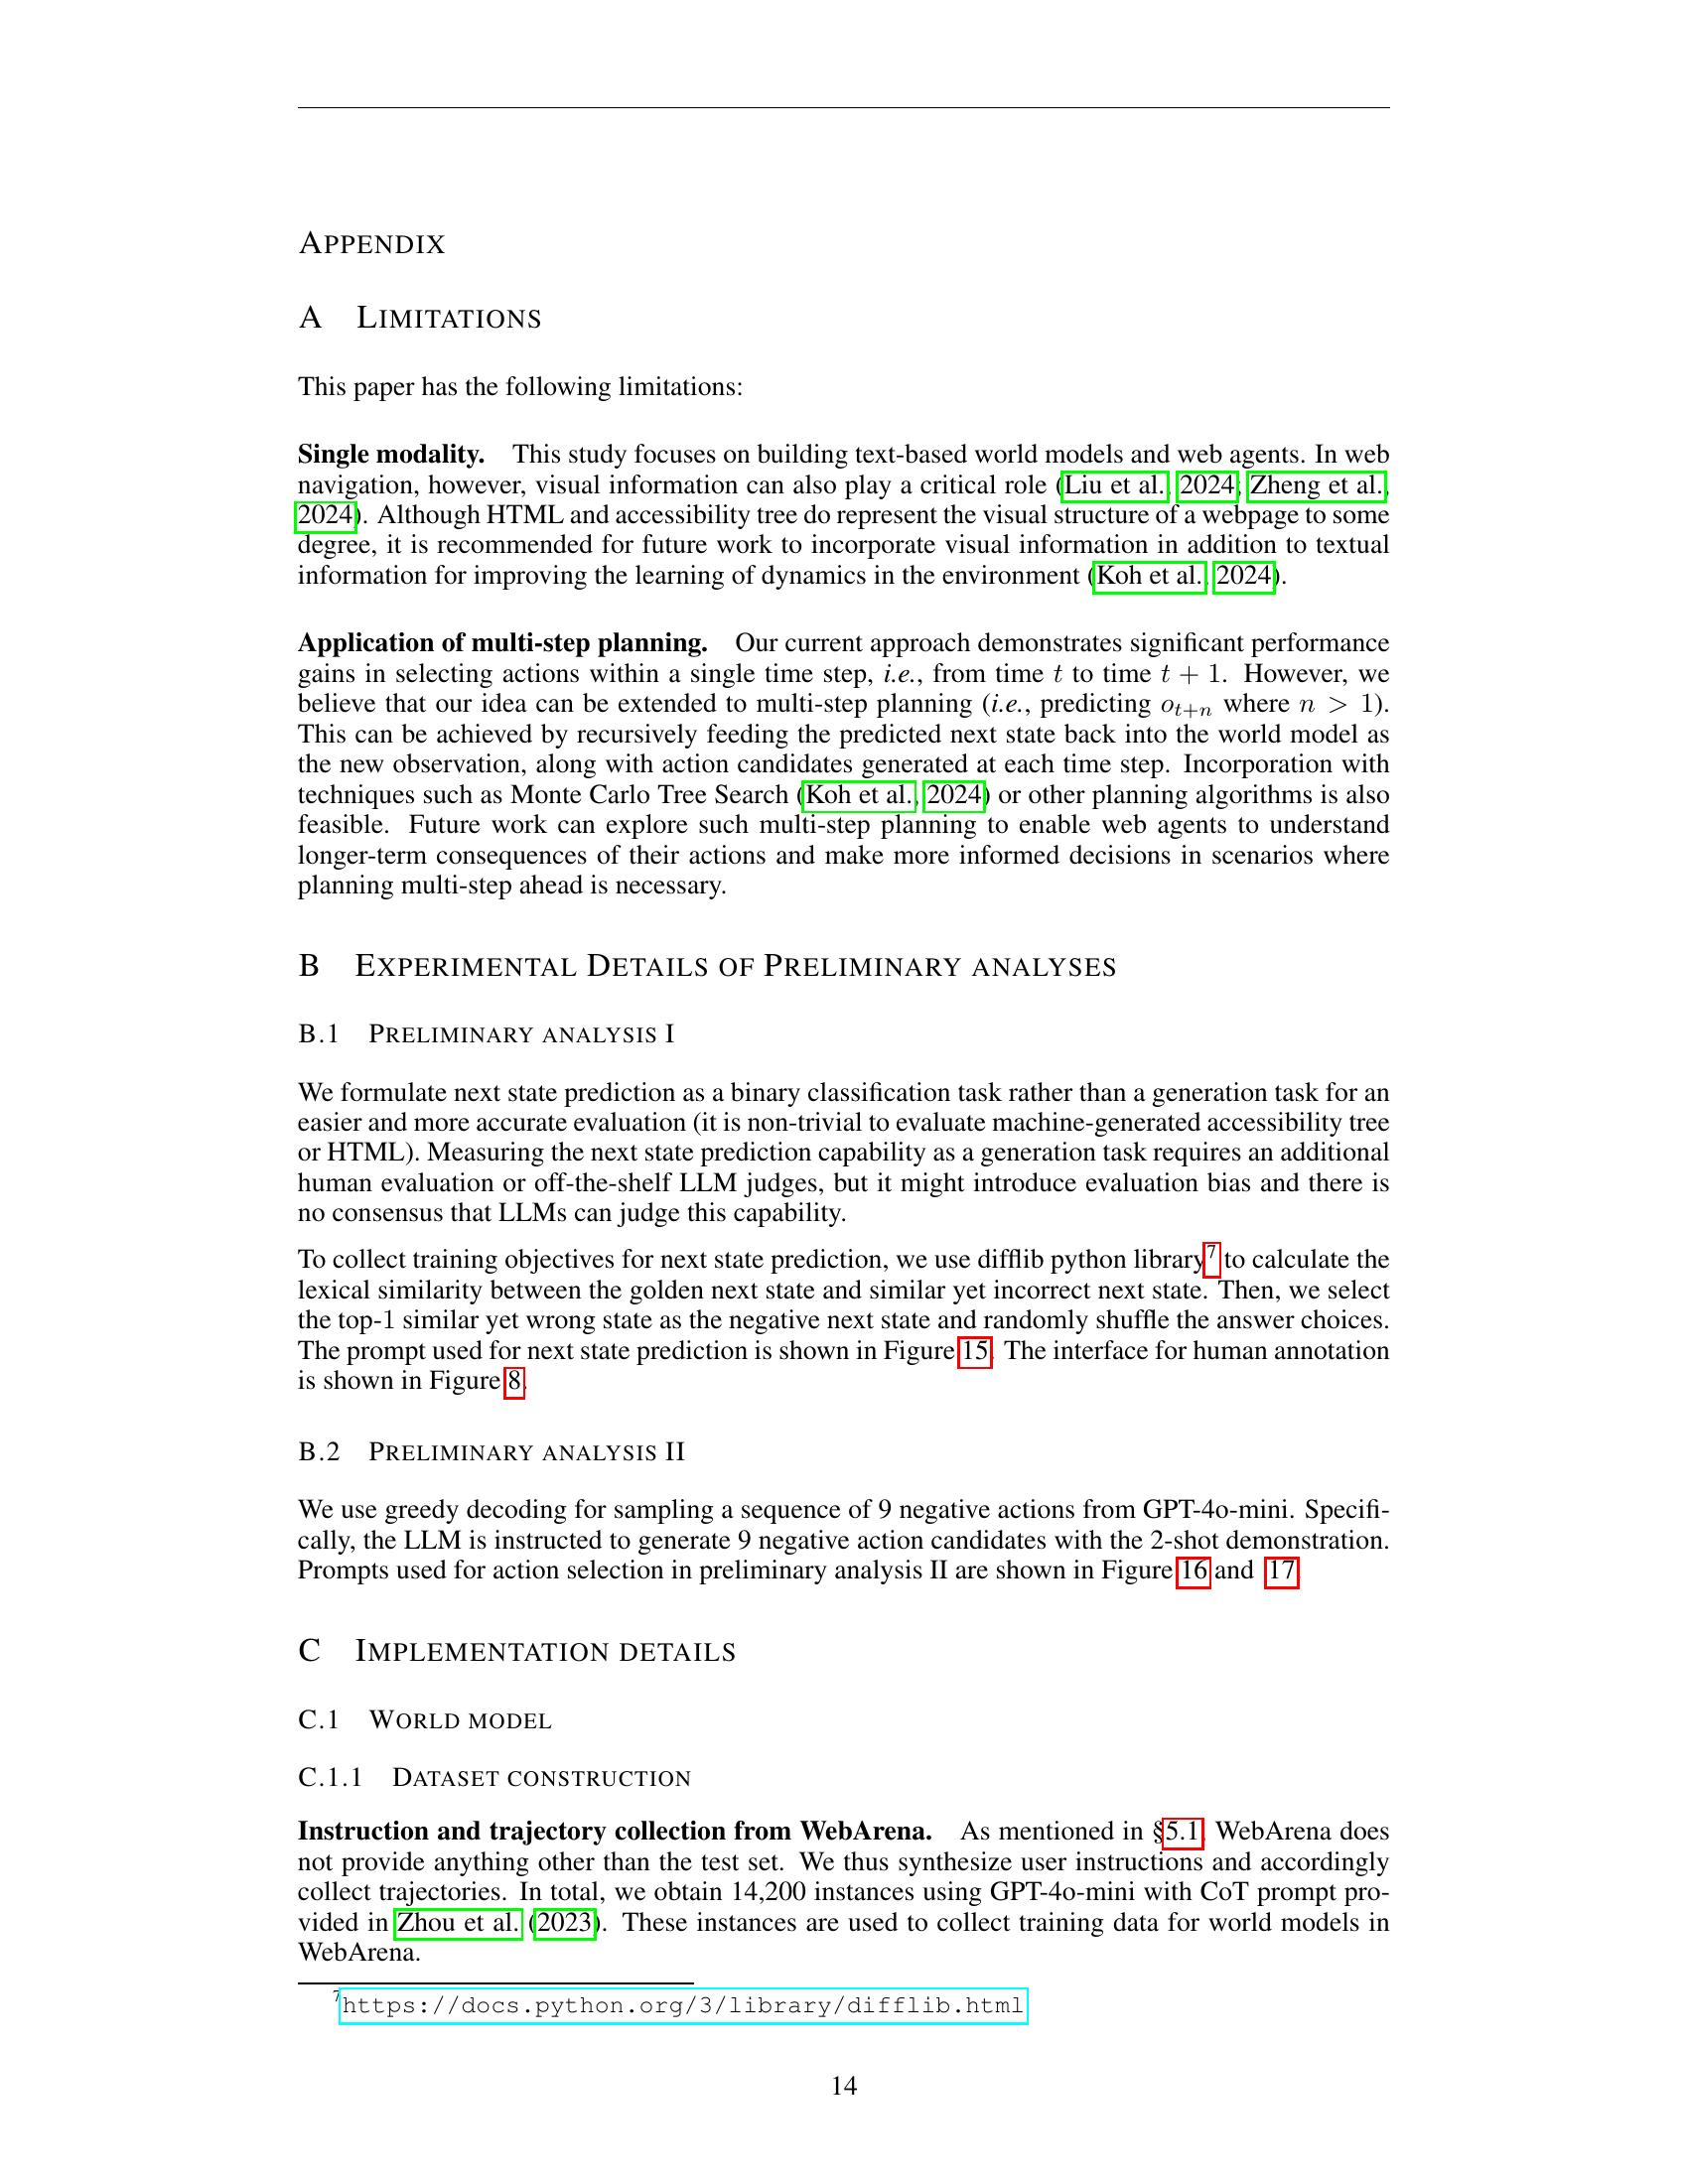 APPENDIX
A LIMITATIONS
This paper has the following limitations:
Single modality. This study focuses on building text-based world models and web agents. In web
navigation, however, visual information can also play a critical role (Liu et al., 2024; Zheng et al.,
2024). Although HTML and accessibility tree do represent the visual structure of a webpage to some
degree, it is recommended for future work to incorporate visual information in addition to textual
information for improving the learning of dynamics in the environment (Koh et al., 2024).
Application of multi-step planning. Our current approach demonstrates significant performance
gains in selecting actions within a single time step, i.e., from time t to time t + 1. However, we
believe that our idea can be extended to multi-step planning (i.e., predicting o_{t+n} where n > 1).
This can be achieved by recursively feeding the predicted next state back into the world model as
the new observation, along with action candidates generated at each time step. Incorporation with
techniques such as Monte Carlo Tree Search (Koh et al., 2024) or other planning algorithms is also
feasible. Future work can explore such multi-step planning to enable web agents to understand
longer-term consequences of their actions and make more informed decisions in scenarios where
planning multi-step ahead is necessary.
B EXPERIMENTAL DETAILS OF PRELIMINARY ANALYSES
B.1 PRELIMINARY ANALYSIS I
We formulate next state prediction as a binary classification task rather than a generation task for an
easier and more accurate evaluation (it is non-trivial to evaluate machine-generated accessibility tree
or HTML). Measuring the next state prediction capability as a generation task requires an additional
human evaluation or off-the-shelf LLM judges, but it might introduce evaluation bias and there is
no consensus that LLMs can judge this capability.
To collect training objectives for next state prediction, we use difflib python library7 to calculate the
lexical similarity between the golden next state and similar yet incorrect next state. Then, we select
the top-1 similar yet wrong state as the negative next state and randomly shuffle the answer choices.
The prompt used for next state prediction is shown in Figure 15. The interface for human annotation
is shown in Figure 8.
B.2 PRELIMINARY ANALYSIS II
We use greedy decoding for sampling a sequence of 9 negative actions from GPT-4o-mini. Specifi-
cally, the LLM is instructed to generate 9 negative action candidates with the 2-shot demonstration.
Prompts used for action selection in preliminary analysis II are shown in Figure 16 and 17.
C IMPLEMENTATION DETAILS
C.1 WORLD MODEL
C.1.1 DATASET CONSTRUCTION
Instruction and trajectory collection from WebArena. As mentioned in §5.1, WebArena does
not provide anything other than the test set. We thus synthesize user instructions and accordingly
collect trajectories. In total, we obtain 14,200 instances using GPT-4o-mini with CoT prompt pro-
vided in Zhou et al. (2023). These instances are used to collect training data for world models in
WebArena.
7https://docs.python.org/3/library/difflib.html
14